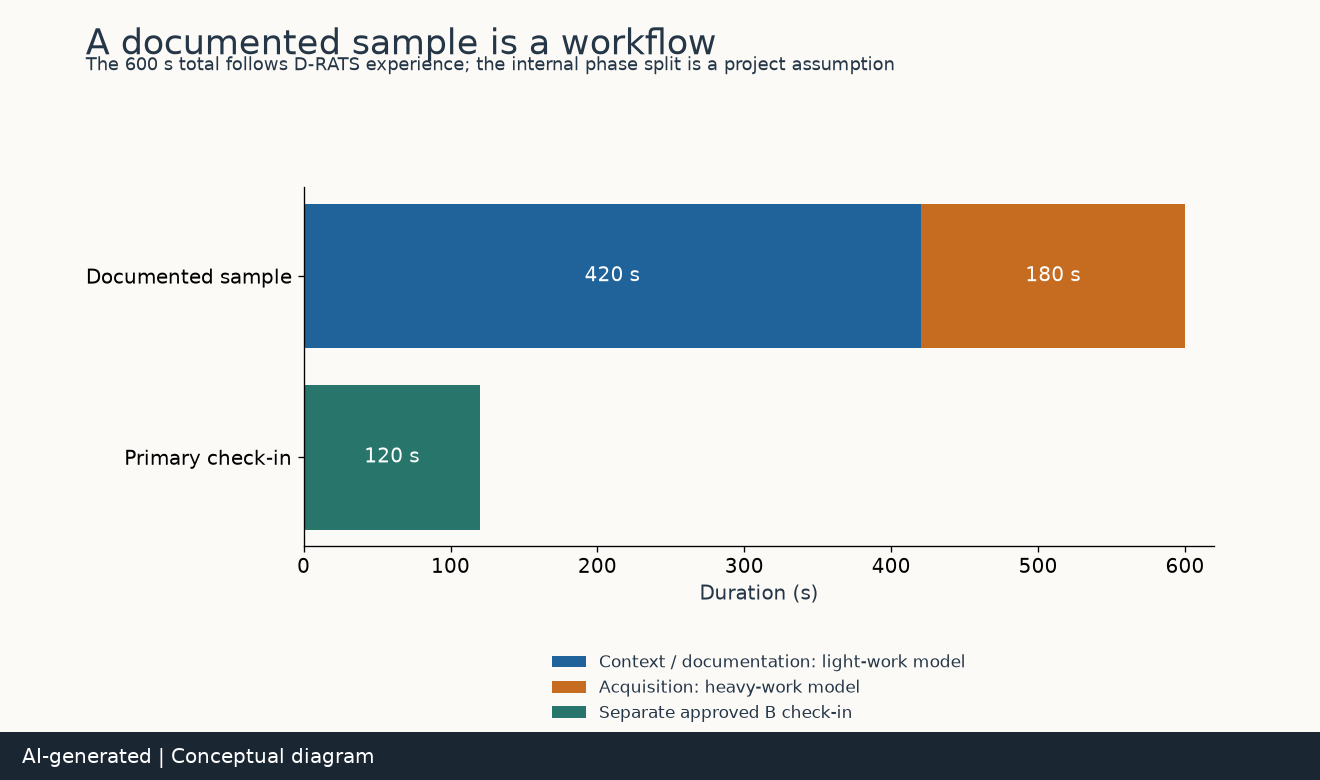 A documented sample is a workflow
The 600 s total follows D-RATS experience; the internal phase split is a project assumption
Documented sample
420 s
180 s
Primary check-in
120 s
0 100 200 300 400 500 600
Duration (s)
Context / documentation: light-work model
Acquisition: heavy-work model
Separate approved B check-in
AI-generated | Conceptual diagram